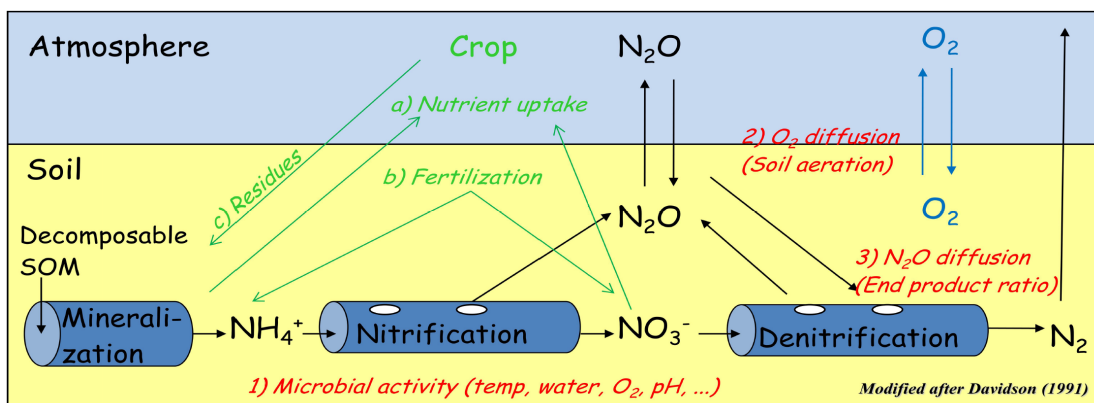 Atmosphere
Crop
N₂O
O₂
a) Nutrient uptake
2) O₂ diffusion
(Soil aeration)
Soil
c) Residues
b) Fertilization
N₂O
O₂
Decomposable
SOM
3) N₂O diffusion
(End product ratio)
Minerali-
zation
NH₄⁺
Nitrification
NO₃⁻
Denitrification
N₂
1) Microbial activity (temp, water, O₂, pH, ...)
Modified after Davidson (1991)